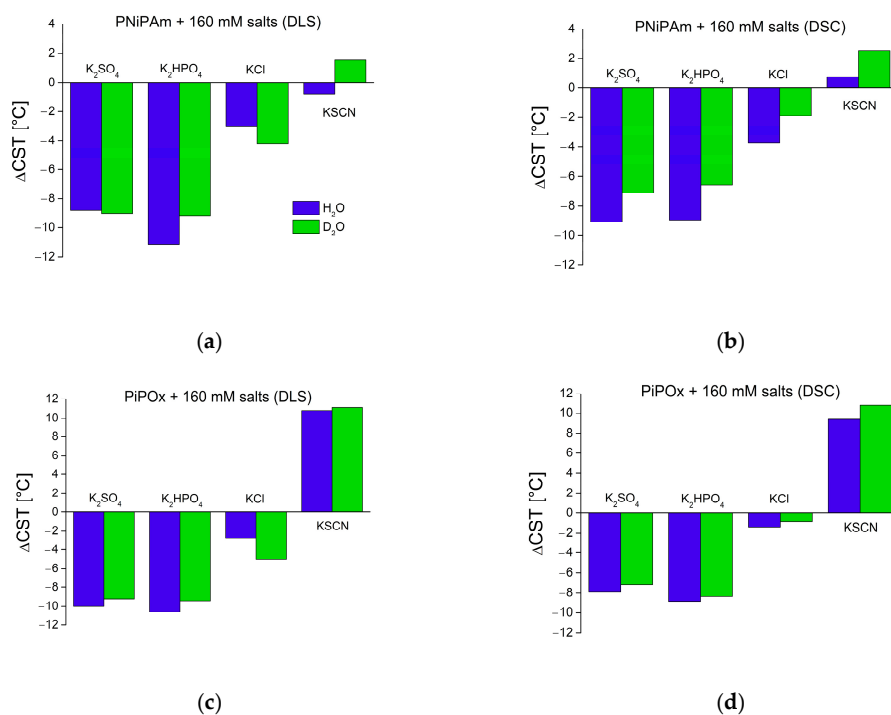 PNiPAm + 160 mM salts (DLS)
4
2
0
−2
−4
−6
−8
−10
−12
ΔCST [°C]
K₂SO₄
K₂HPO₄
KCl
KSCN
H₂O
D₂O
(a)
PNiPAm + 160 mM salts (DSC)
4
2
0
−2
−4
−6
−8
−10
−12
ΔCST [°C]
K₂SO₄
K₂HPO₄
KCl
KSCN
(b)
PiPOx + 160 mM salts (DLS)
12
10
8
6
4
2
0
−2
−4
−6
−8
−10
−12
ΔCST [°C]
K₂SO₄
K₂HPO₄
KCl
KSCN
(c)
PiPOx + 160 mM salts (DSC)
12
10
8
6
4
2
0
−2
−4
−6
−8
−10
−12
ΔCST [°C]
K₂SO₄
K₂HPO₄
KCl
KSCN
(d)